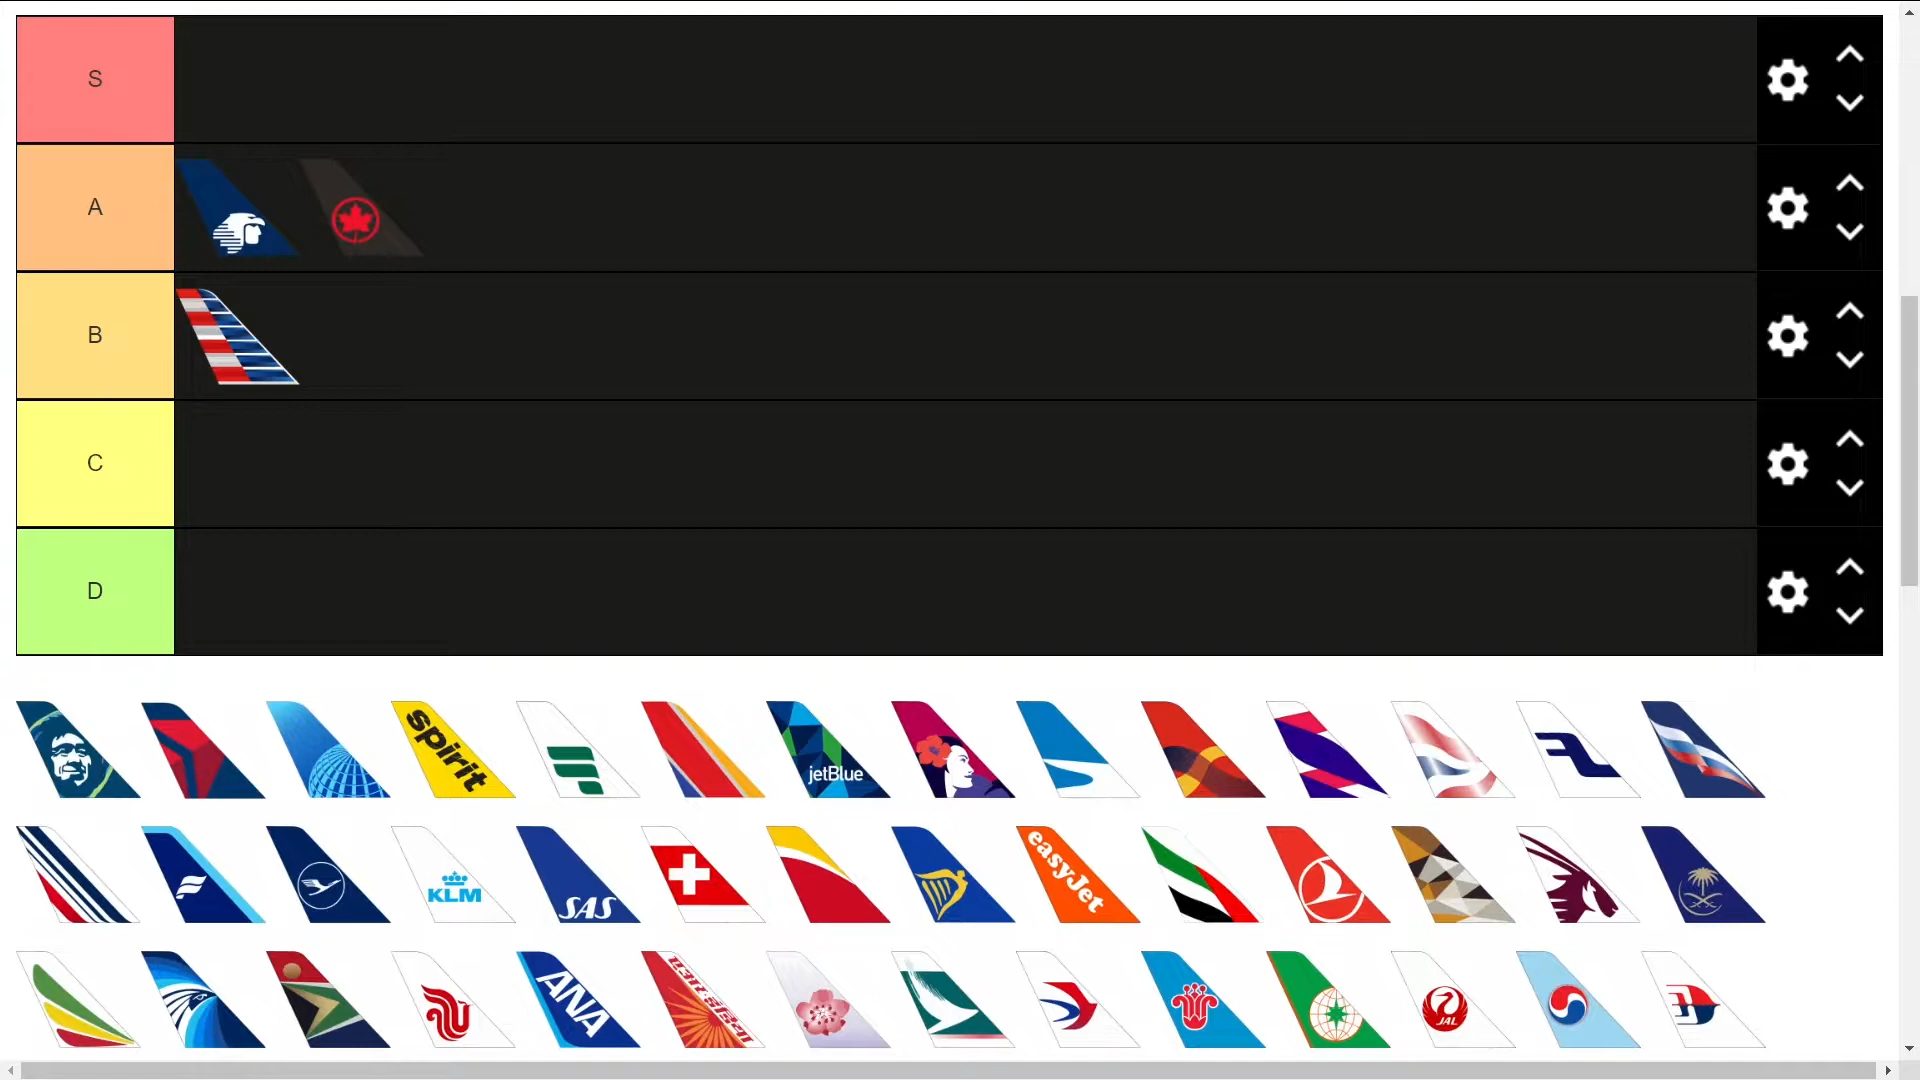 S
A
B
C
D
spirit
jetBlue
KLM
SAS
easyJet
ANA
JAL